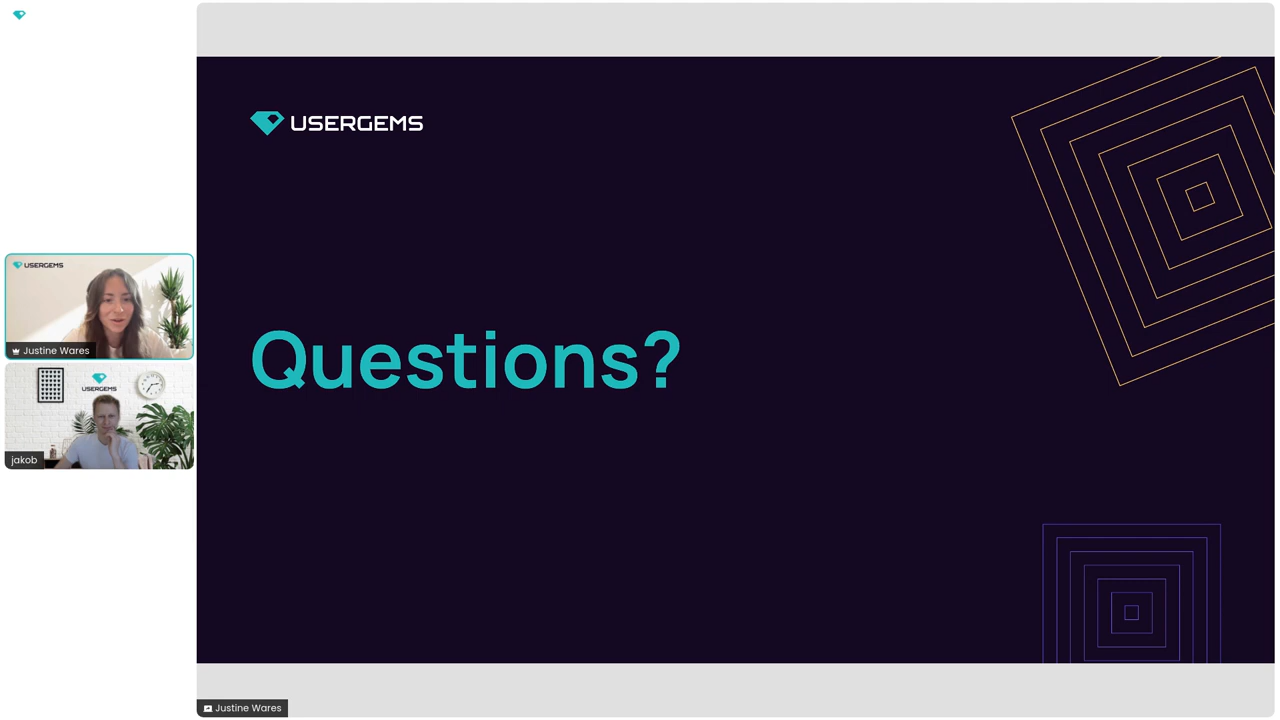 USERGEMS
Questions?
USERGEMS
Justine Wares
USERGEMS
jakob
Justine Wares